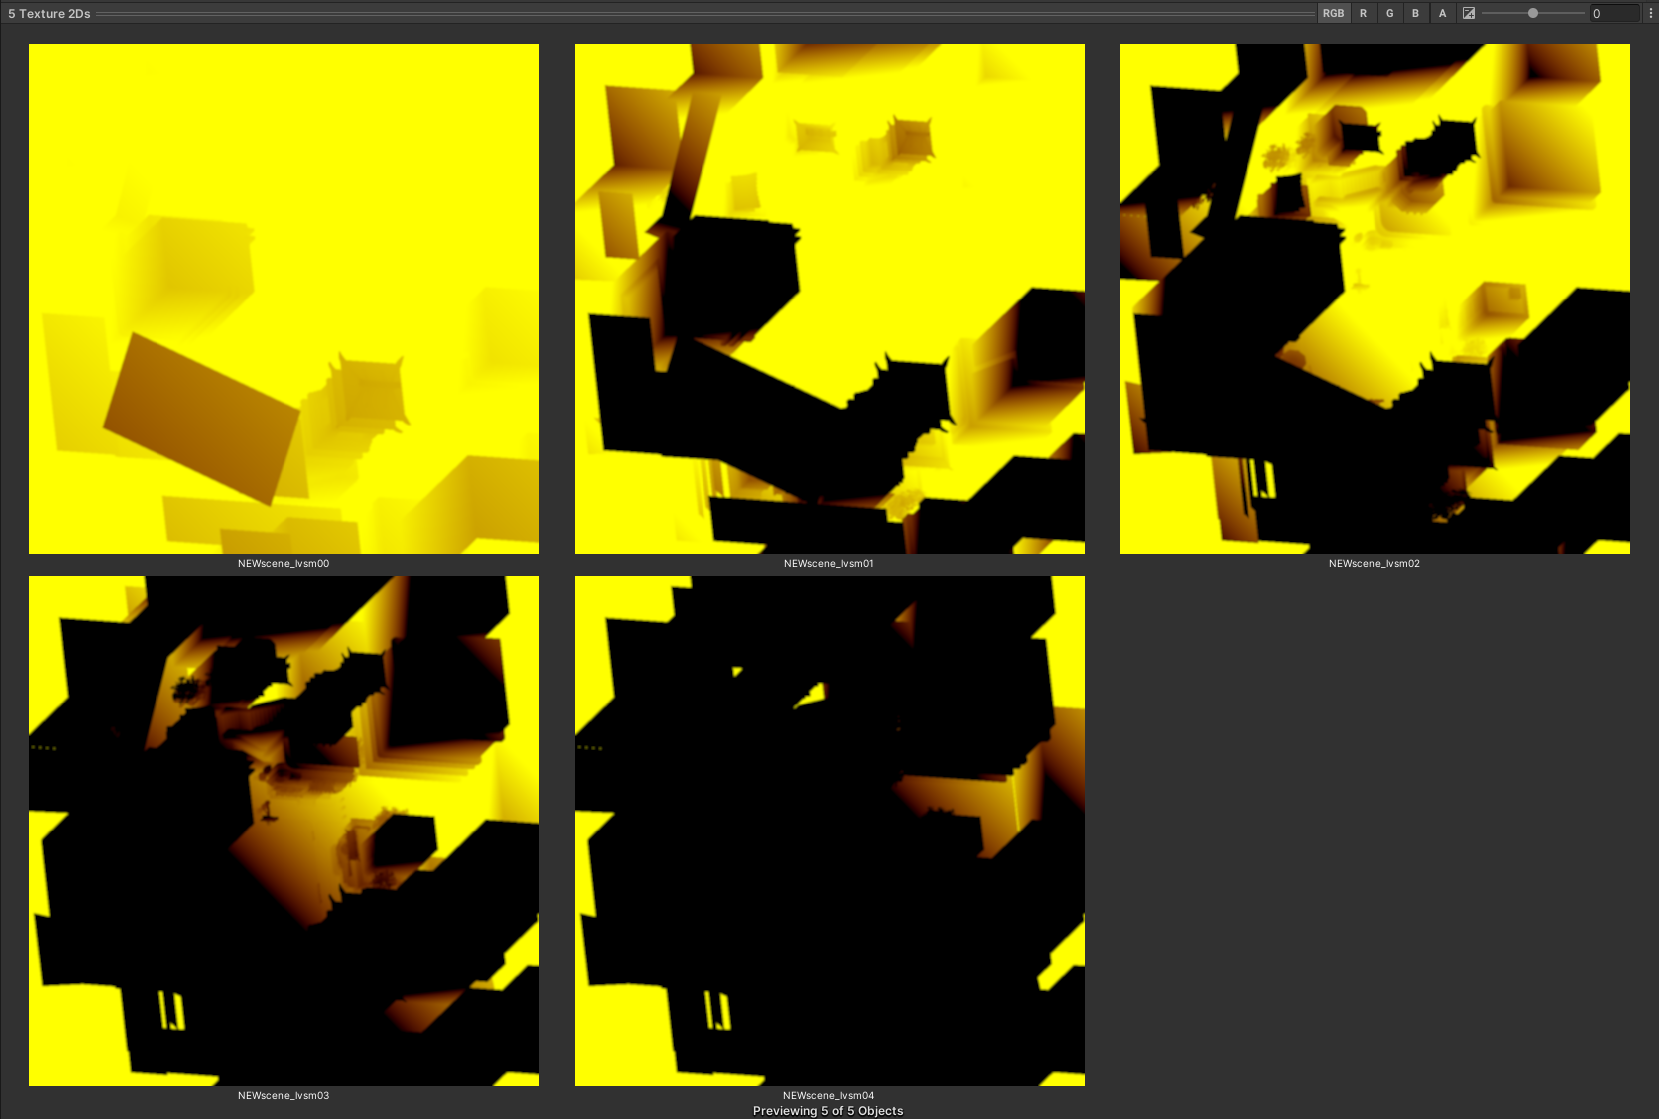 5 Texture 2Ds RGB R G B A 0
NEWscene_lvsm00 NEWscene_lvsm01 NEWscene_lvsm02
NEWscene_lvsm03 NEWscene_lvsm04
Previewing 5 of 5 Objects